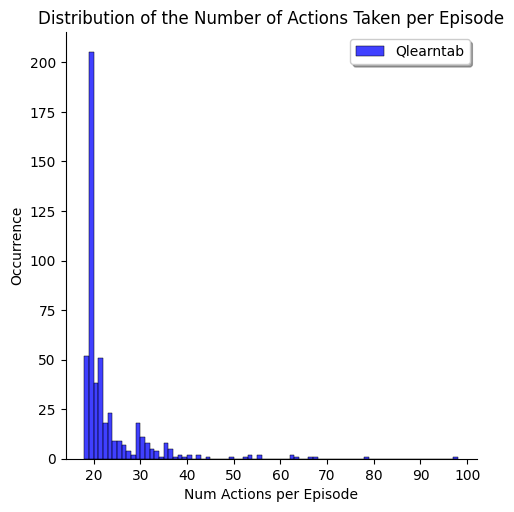 Distribution of the Number of Actions Taken per Episode
Qlearntab
200
175
150
125
100
75
50
25
0
Occurrence
20 30 40 50 60 70 80 90 100
Num Actions per Episode